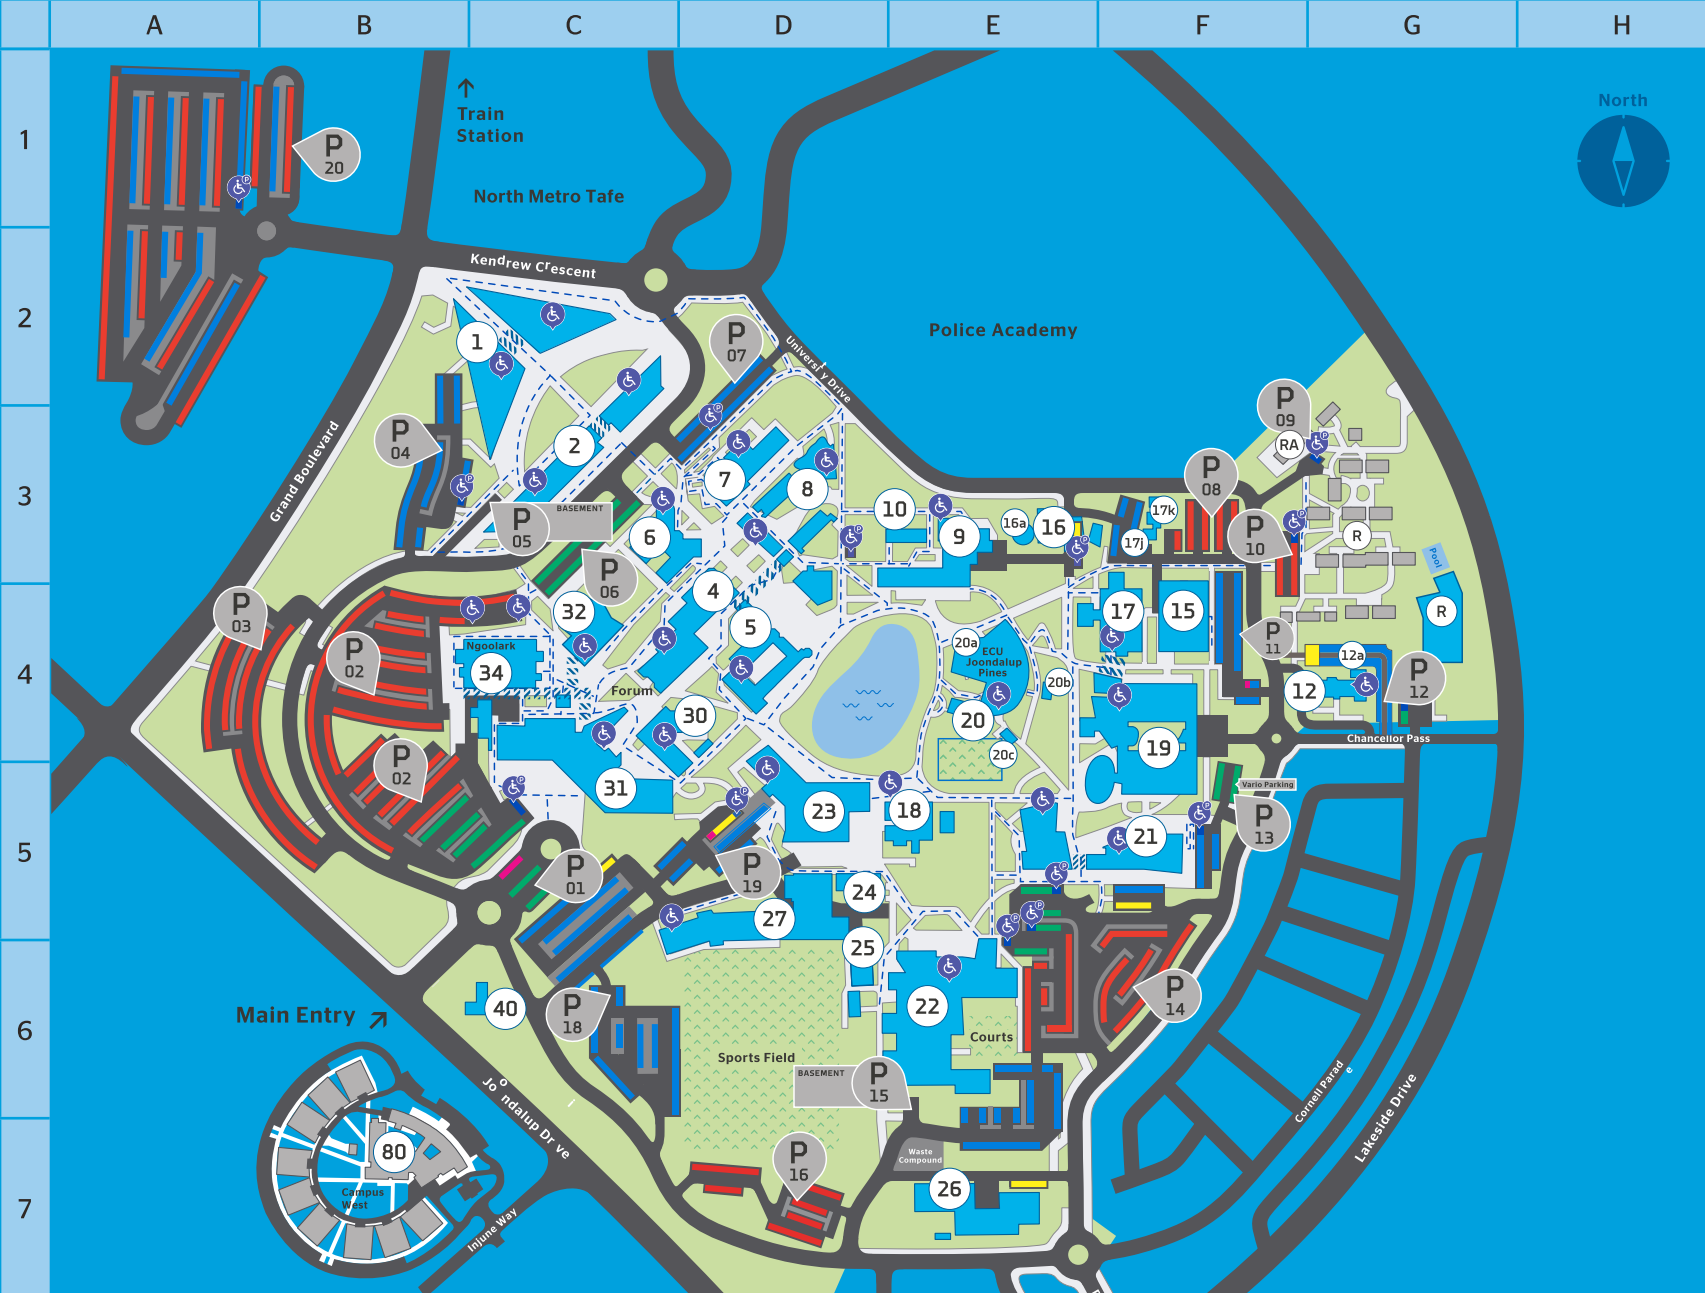 A B C D E F G H
1
2
3
4
5
6
7
Train
Station
North Metro Tafe
North
Kendrew Crescent
Police Academy
University Drive
Grand Boulevard
P
20
P
07
P
04
P
09
RA
P
08
P
10
BASEMENT
P
05
P
06
P
03
P
02
P
02
P
11
P
12
P
13
P
01
P
19
P
14
P
18
BASEMENT
P
15
P
16
1
2
7
8
10
9
16a
16
17k
17j
6
4
5
32
17
15
R
Pool
R
Ngoolark
34
Forum
30
20a
ECU
Joondalup
Pines
20b
20
20c
12a
12
19
Chancellor Pass
Vario Parking
31
23
18
21
24
27
25
22
Courts
40
Main Entry
Sports Field
Joondalup Drive
80
Campus
West
Injune Way
Waste
Compound
26
Cornell Parade
Lakeside Drive